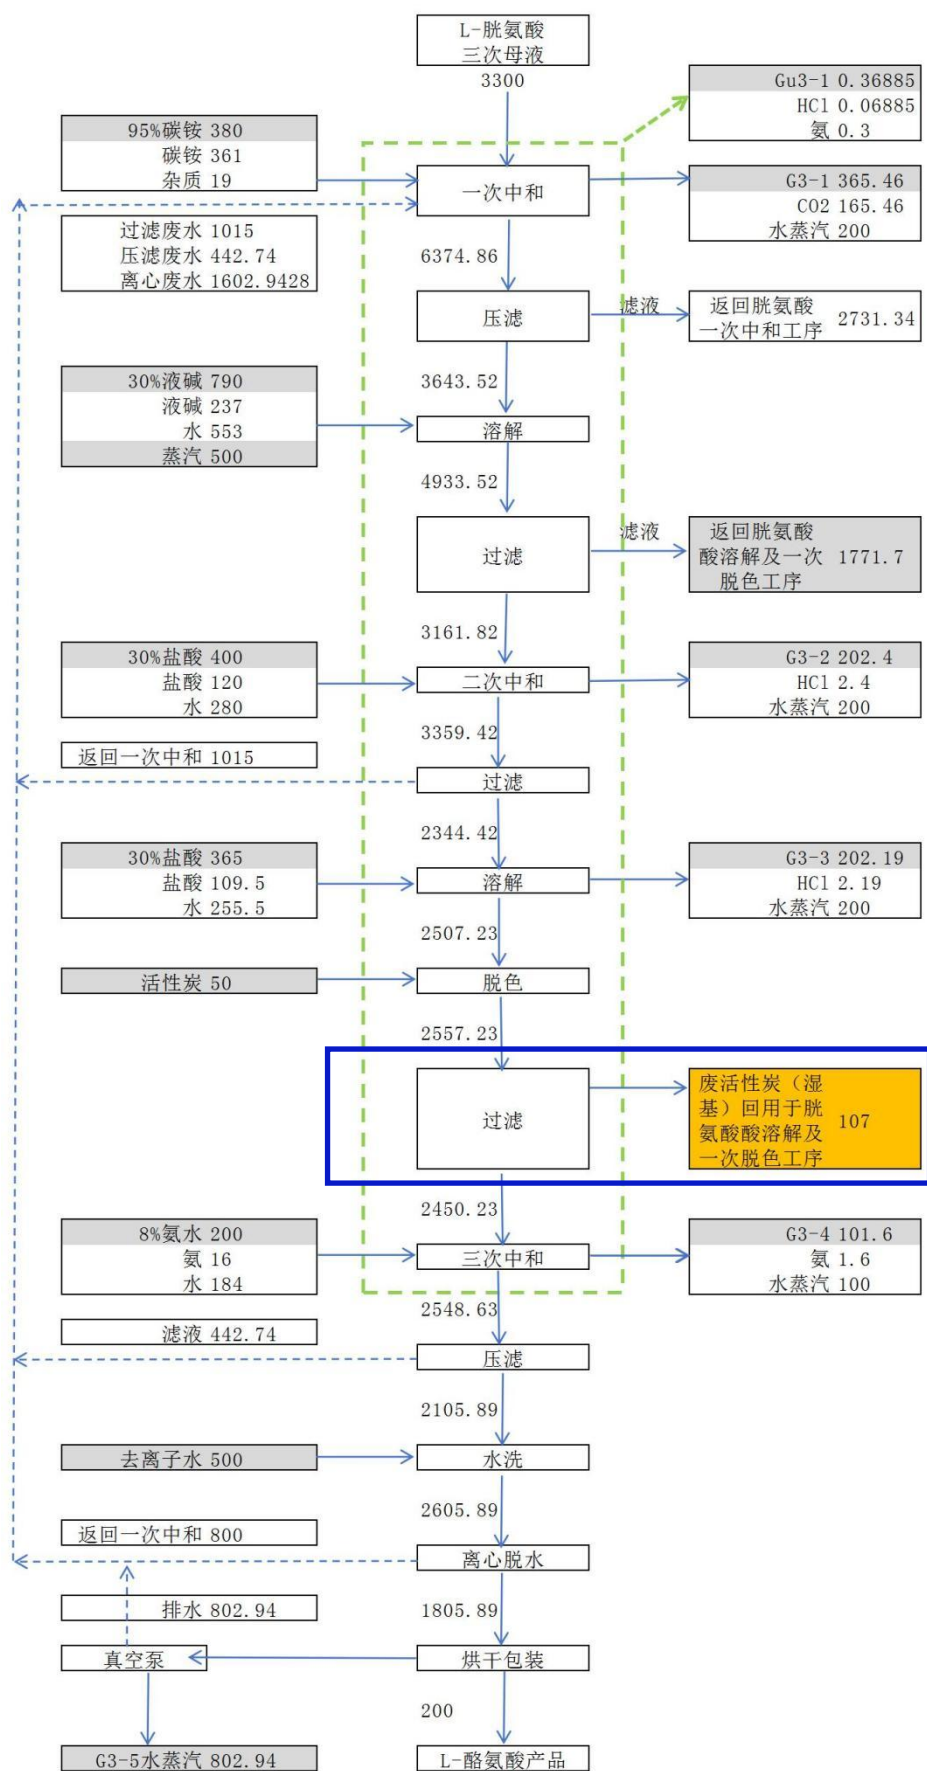 L-胱氨酸
三次母液
3300
Gu3-1 0.36885
HCl 0.06885
氨 0.3
95%碳铵 380
碳铵 361
杂质 19
一次中和
G3-1 365.46
CO2 165.46
水蒸汽 200
过滤废水 1015
压滤废水 442.74
离心废水 1602.9428
6374.86
压滤
滤液
返回胱氨酸
一次中和工序 2731.34
3643.52
30%液碱 790
液碱 237
水 553
蒸汽 500
溶解
4933.52
过滤
滤液
返回胱氨酸
酸溶解及一次 1771.7
脱色工序
3161.82
30%盐酸 400
盐酸 120
水 280
二次中和
G3-2 202.4
HCl 2.4
水蒸汽 200
3359.42
返回一次中和 1015
过滤
2344.42
30%盐酸 365
盐酸 109.5
水 255.5
溶解
G3-3 202.19
HCl 2.19
水蒸汽 200
2507.23
活性炭 50
脱色
2557.23
过滤
废活性炭（湿
基）回用于胱
氨酸酸溶解及
一次脱色工序
107
2450.23
8%氨水 200
氨 16
水 184
三次中和
G3-4 101.6
氨 1.6
水蒸汽 100
2548.63
滤液 442.74
压滤
2105.89
去离子水 500
水洗
2605.89
返回一次中和 800
离心脱水
1805.89
排水 802.94
真空泵
烘干包装
200
G3-5水蒸汽 802.94
L-酪氨酸产品